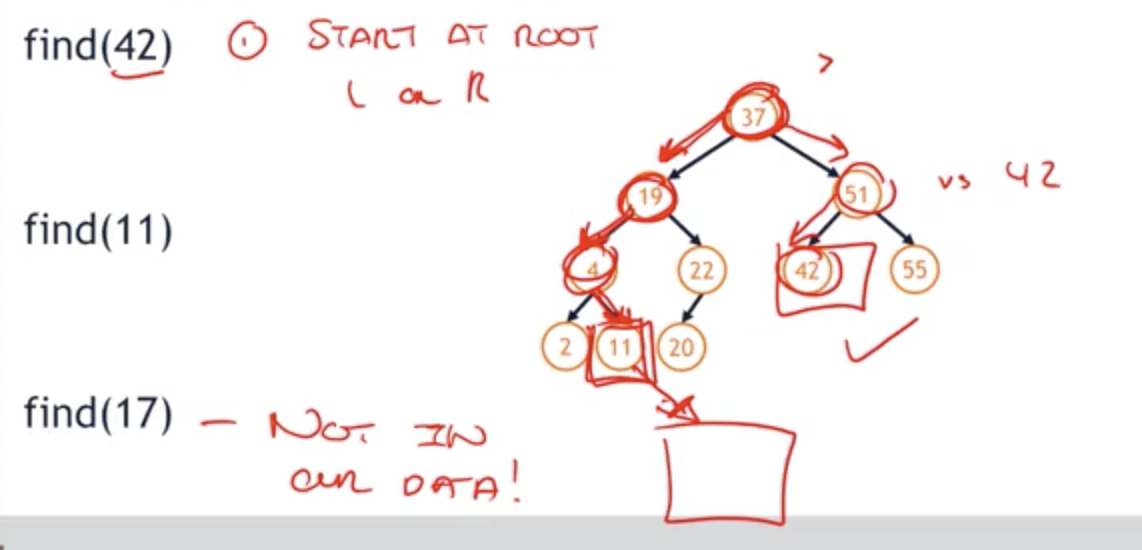 find(42) ① START AT ROOT
L or R
>
37
19 51 vs 42
4 22 42 55
find(11)
2 11 20
find(17) - NOT IN
OUR DATA!